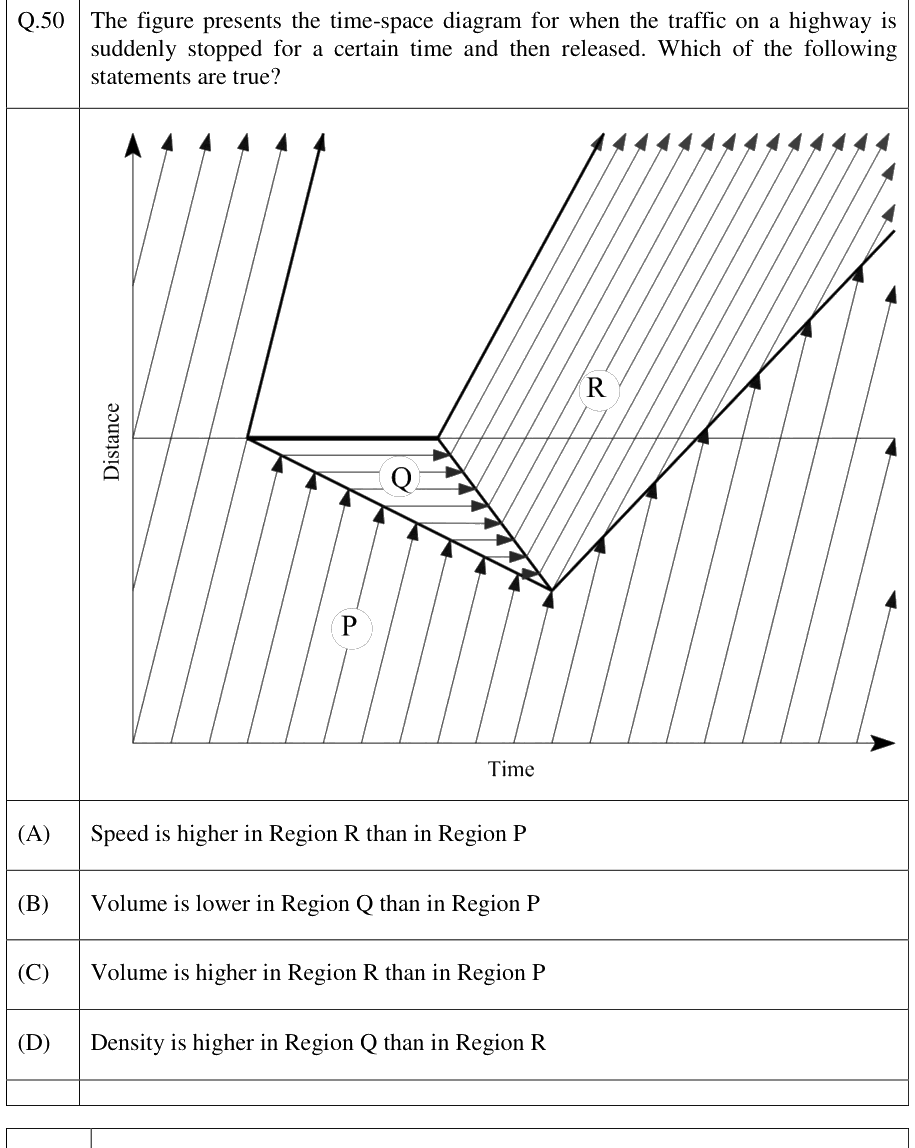 Q.50
The figure presents the time-space diagram for when the traffic on a highway is
suddenly stopped for a certain time and then released. Which of the following
statements are true?
R
Distance
Q
P
Time
(A) Speed is higher in Region R than in Region P
(B) Volume is lower in Region Q than in Region P
(C) Volume is higher in Region R than in Region P
(D) Density is higher in Region Q than in Region R